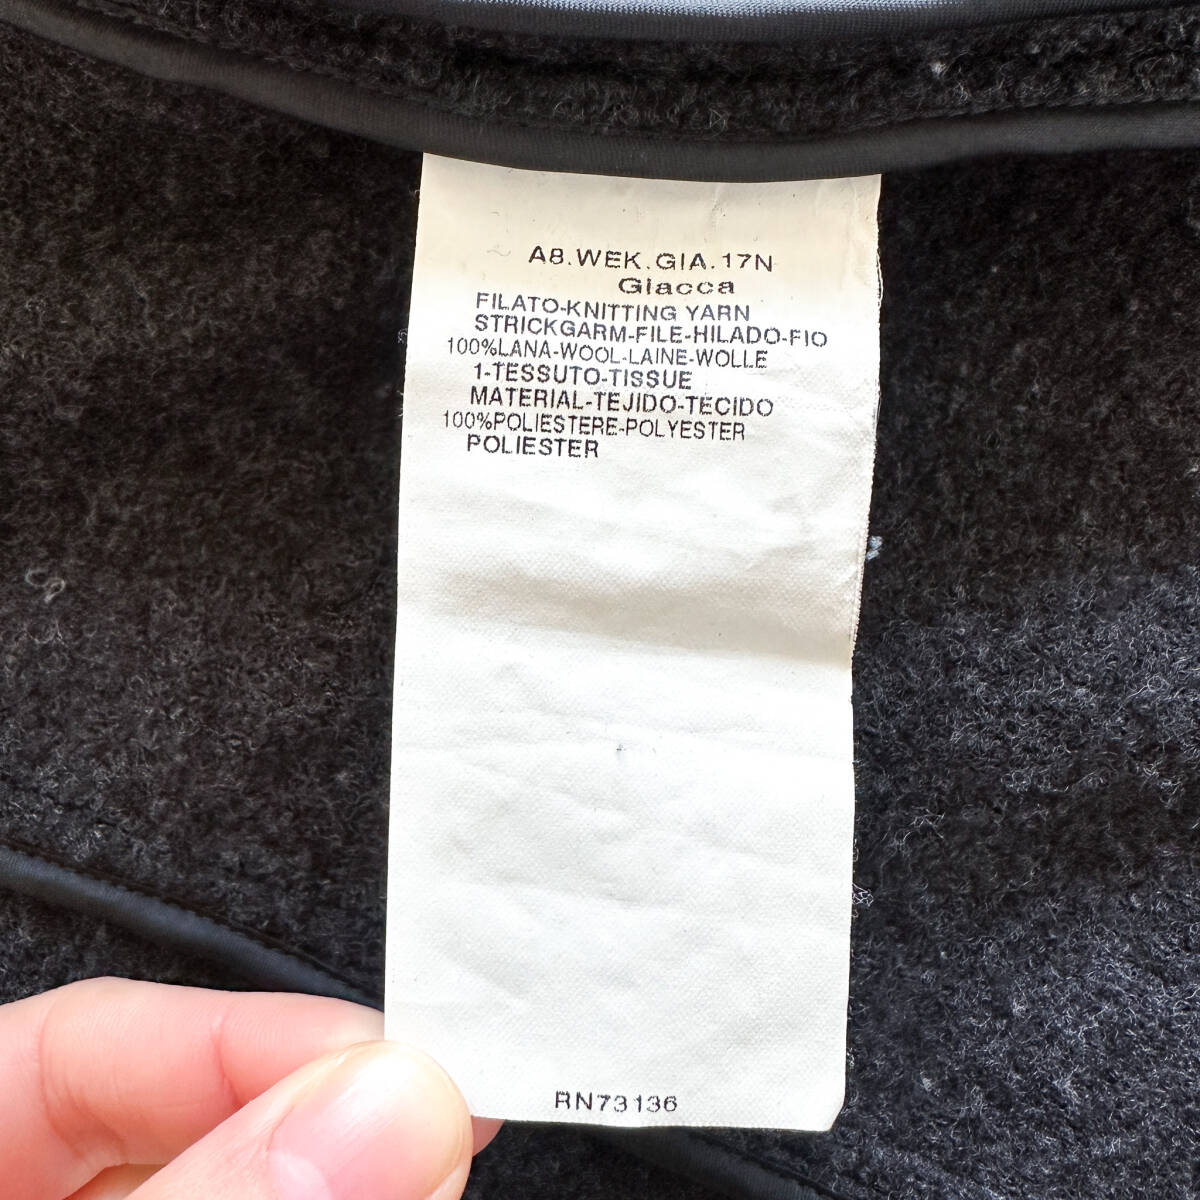 A8.WEK.GIA.17N
Giacca
FILATO-KNITTING YARN
STRICKGARM-FILE-HILADO-FIO
100%LANA-WOOL-LAINE-WOLLE
1-TESSUTO-TISSUE
MATERIAL-TEJIDO-TECIDO
100%POLIESTERE-POLYESTER
POLIESTER
RN73136